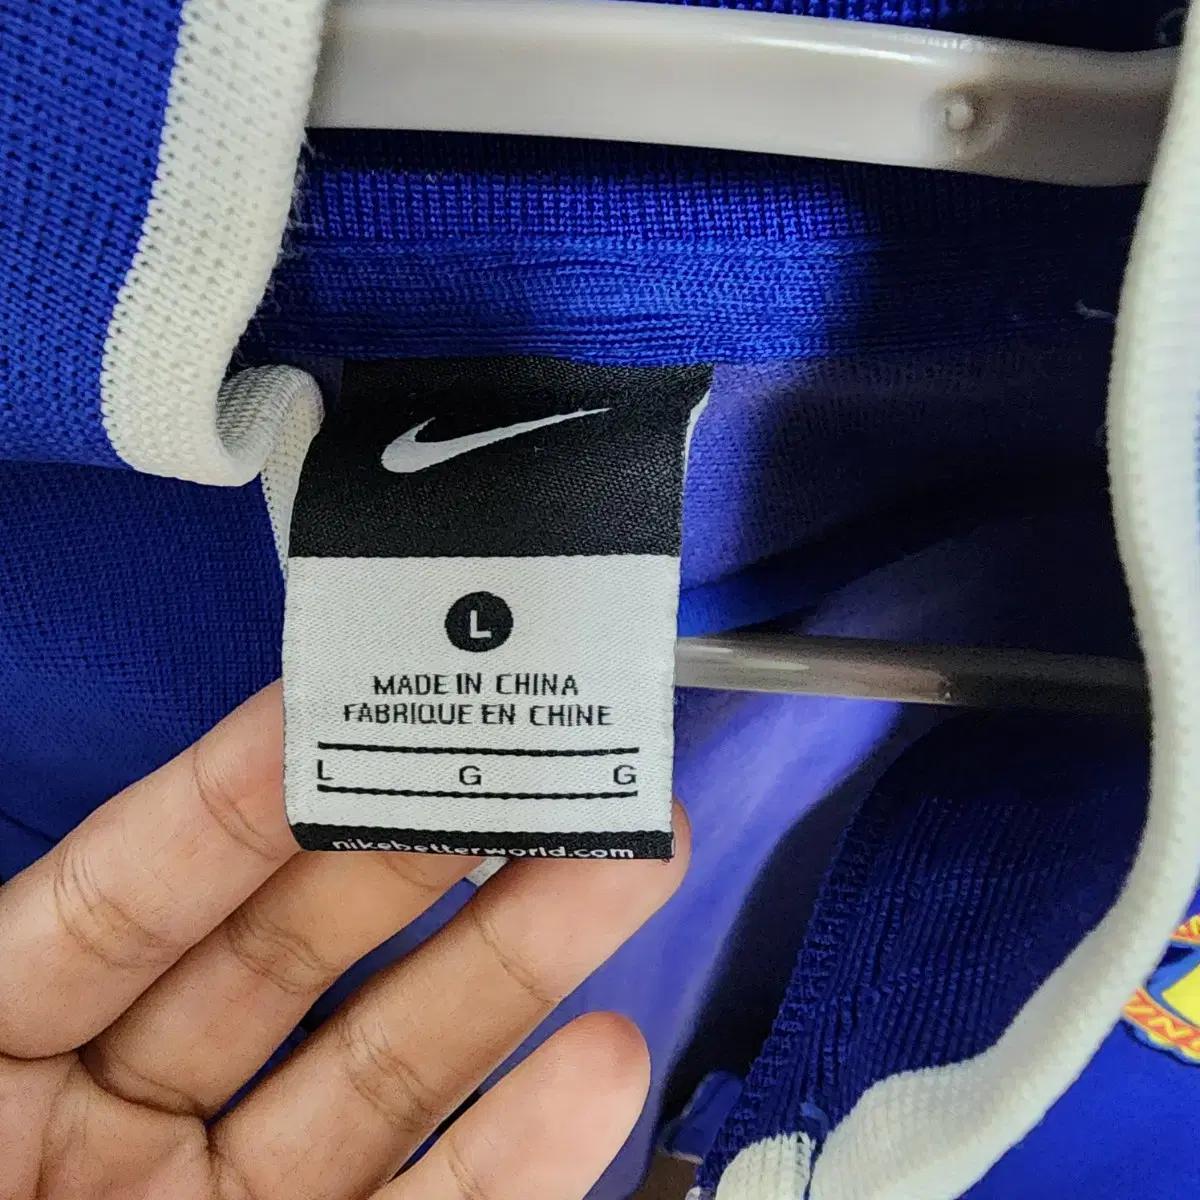 L
MADE IN CHINA
FABRIQUE EN CHINE
L G G
nikebetterworld.com